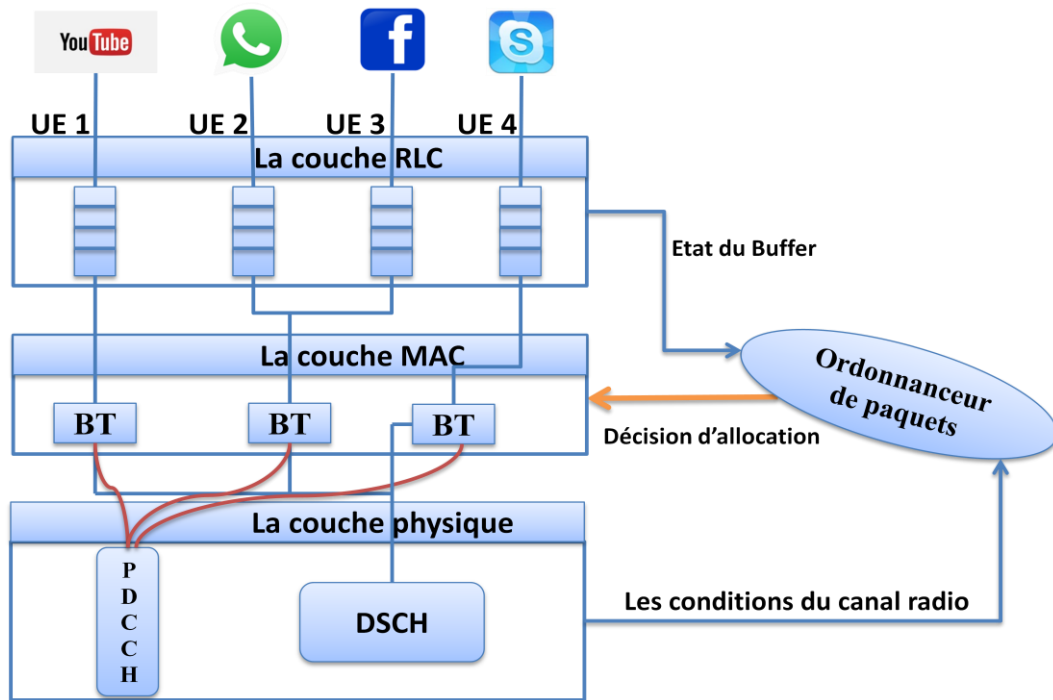 YouTube
f
S
UE 1
UE 2
UE 3
UE 4
La couche RLC
Etat du Buffer
La couche MAC
Ordonnanceur
de paquets
BT
BT
BT
Décision d’allocation
La couche physique
P
D
C
C
H
DSCH
Les conditions du canal radio